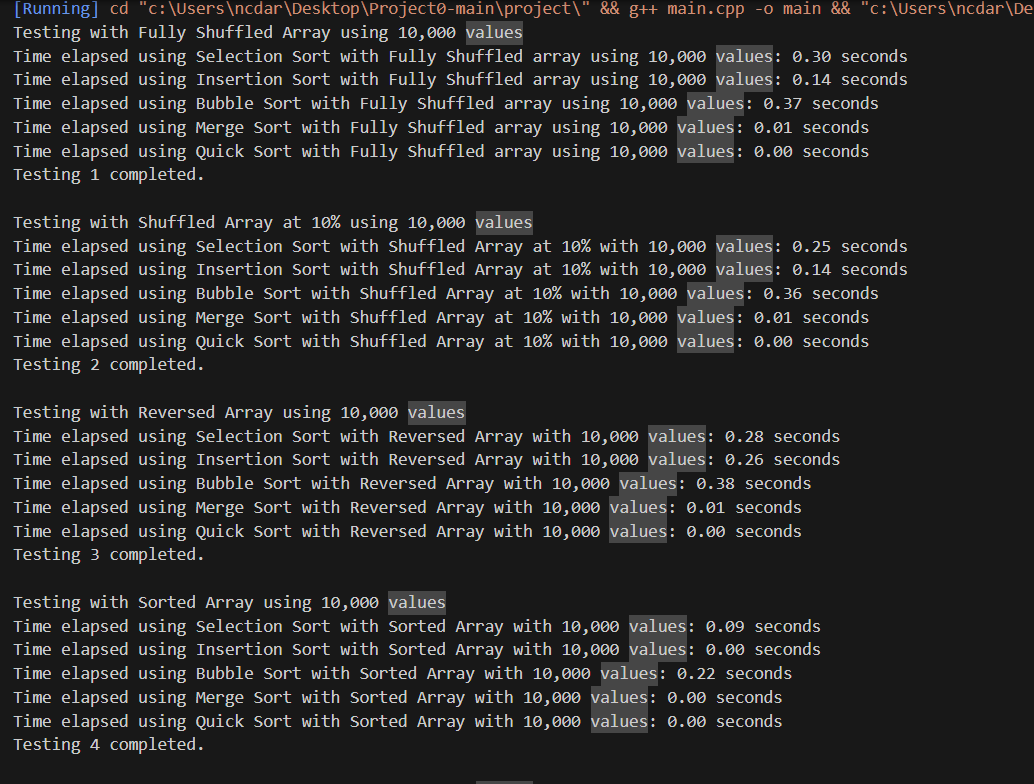 [Running] cd "c:\Users\ncdar\Desktop\Project0-main\project\" && g++ main.cpp -o main && "c:\Users\ncdar\De
Testing with Fully Shuffled Array using 10,000 values
Time elapsed using Selection Sort with Fully Shuffled array using 10,000 values: 0.30 seconds
Time elapsed using Insertion Sort with Fully Shuffled array using 10,000 values: 0.14 seconds
Time elapsed using Bubble Sort with Fully Shuffled array using 10,000 values: 0.37 seconds
Time elapsed using Merge Sort with Fully Shuffled array using 10,000 values: 0.01 seconds
Time elapsed using Quick Sort with Fully Shuffled array using 10,000 values: 0.00 seconds
Testing 1 completed.
Testing with Shuffled Array at 10% using 10,000 values
Time elapsed using Selection Sort with Shuffled Array at 10% with 10,000 values: 0.25 seconds
Time elapsed using Insertion Sort with Shuffled Array at 10% with 10,000 values: 0.14 seconds
Time elapsed using Bubble Sort with Shuffled Array at 10% with 10,000 values: 0.36 seconds
Time elapsed using Merge Sort with Shuffled Array at 10% with 10,000 values: 0.01 seconds
Time elapsed using Quick Sort with Shuffled Array at 10% with 10,000 values: 0.00 seconds
Testing 2 completed.
Testing with Reversed Array using 10,000 values
Time elapsed using Selection Sort with Reversed Array with 10,000 values: 0.28 seconds
Time elapsed using Insertion Sort with Reversed Array with 10,000 values: 0.26 seconds
Time elapsed using Bubble Sort with Reversed Array with 10,000 values: 0.38 seconds
Time elapsed using Merge Sort with Reversed Array with 10,000 values: 0.01 seconds
Time elapsed using Quick Sort with Reversed Array with 10,000 values: 0.00 seconds
Testing 3 completed.
Testing with Sorted Array using 10,000 values
Time elapsed using Selection Sort with Sorted Array with 10,000 values: 0.09 seconds
Time elapsed using Insertion Sort with Sorted Array with 10,000 values: 0.00 seconds
Time elapsed using Bubble Sort with Sorted Array with 10,000 values: 0.22 seconds
Time elapsed using Merge Sort with Sorted Array with 10,000 values: 0.00 seconds
Time elapsed using Quick Sort with Sorted Array with 10,000 values: 0.00 seconds
Testing 4 completed.